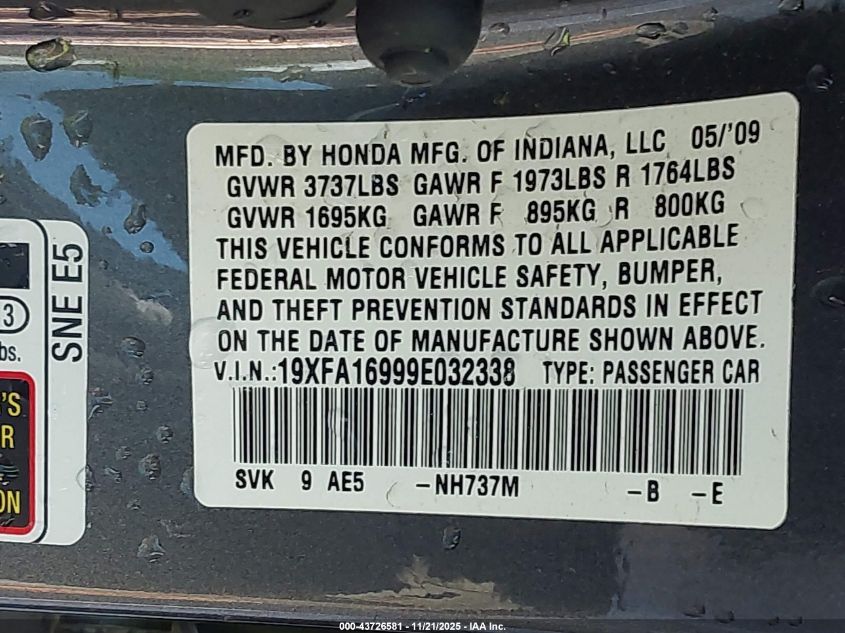 MFD. BY HONDA MFG. OF INDIANA, LLC 05/'09
GVWR 3737LBS GAWR F 1973LBS R 1764LBS
GVWR 1695KG GAWR F 895KG R 800KG
THIS VEHICLE CONFORMS TO ALL APPLICABLE
FEDERAL MOTOR VEHICLE SAFETY, BUMPER,
AND THEFT PREVENTION STANDARDS IN EFFECT
ON THE DATE OF MANUFACTURE SHOWN ABOVE.
V.I.N.:19XFA16999E032338 TYPE: PASSENGER CAR
SVK 9 AE5 -NH737M -B -E
SNE E5
3
bs.
'S
R
ON
000-43726581 - 11/21/2025 - IAA Inc.